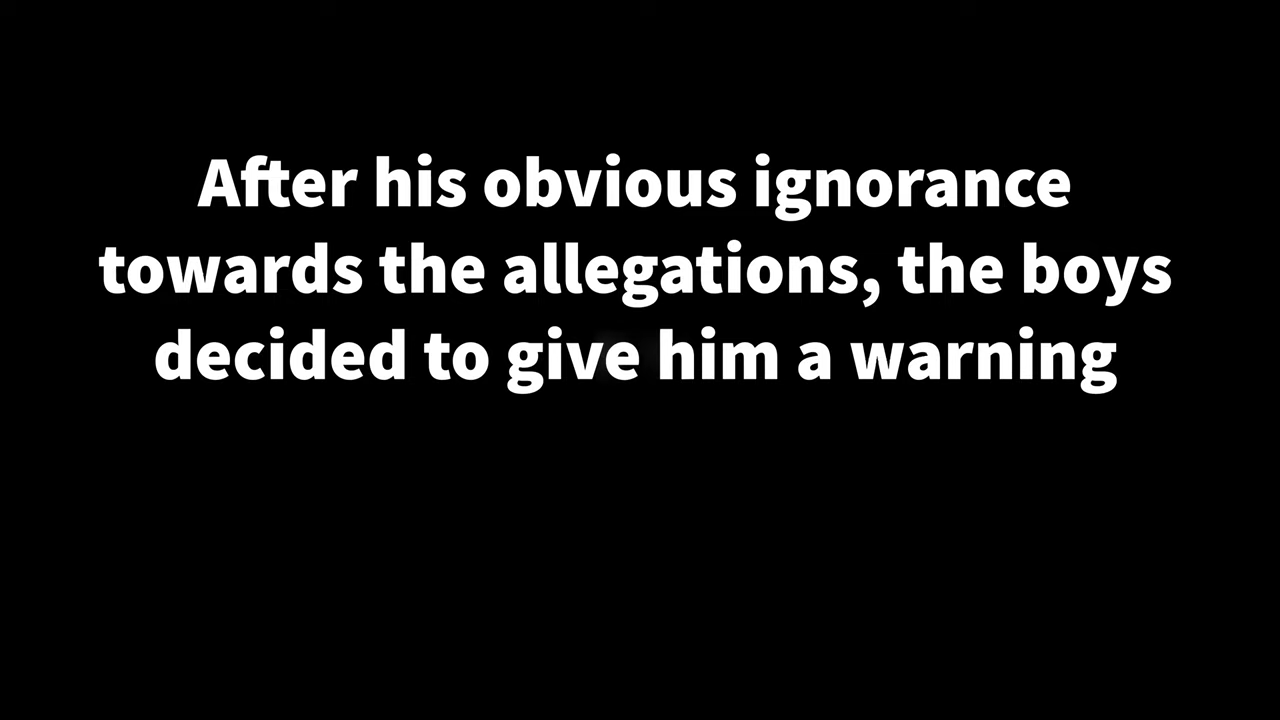 After his obvious ignorance
towards the allegations, the boys
decided to give him a warning